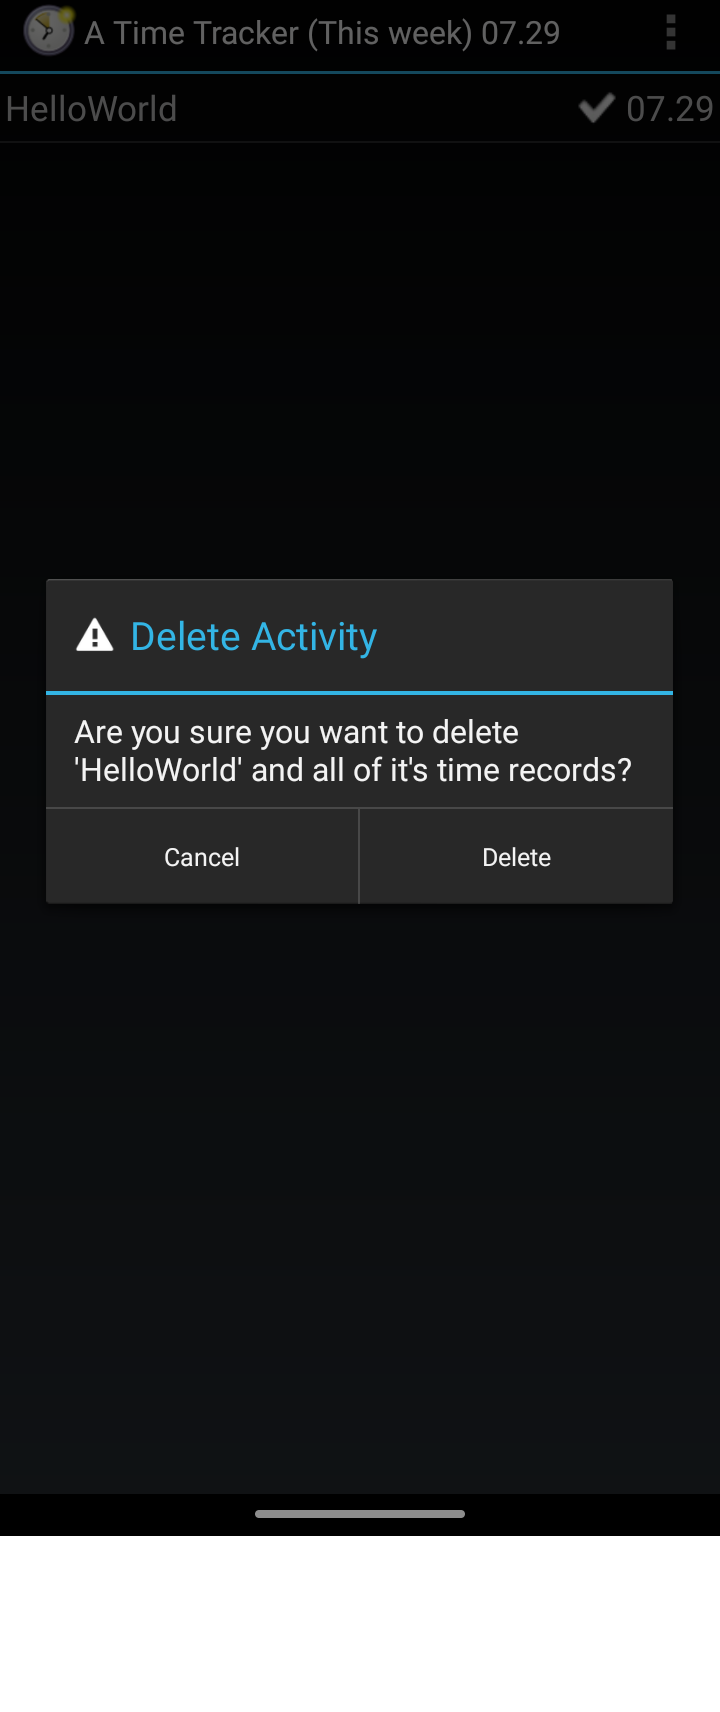 A Time Tracker (This week) 07.29
HelloWorld 07.29
Delete Activity
Are you sure you want to delete
'HelloWorld' and all of it's time records?
Cancel Delete